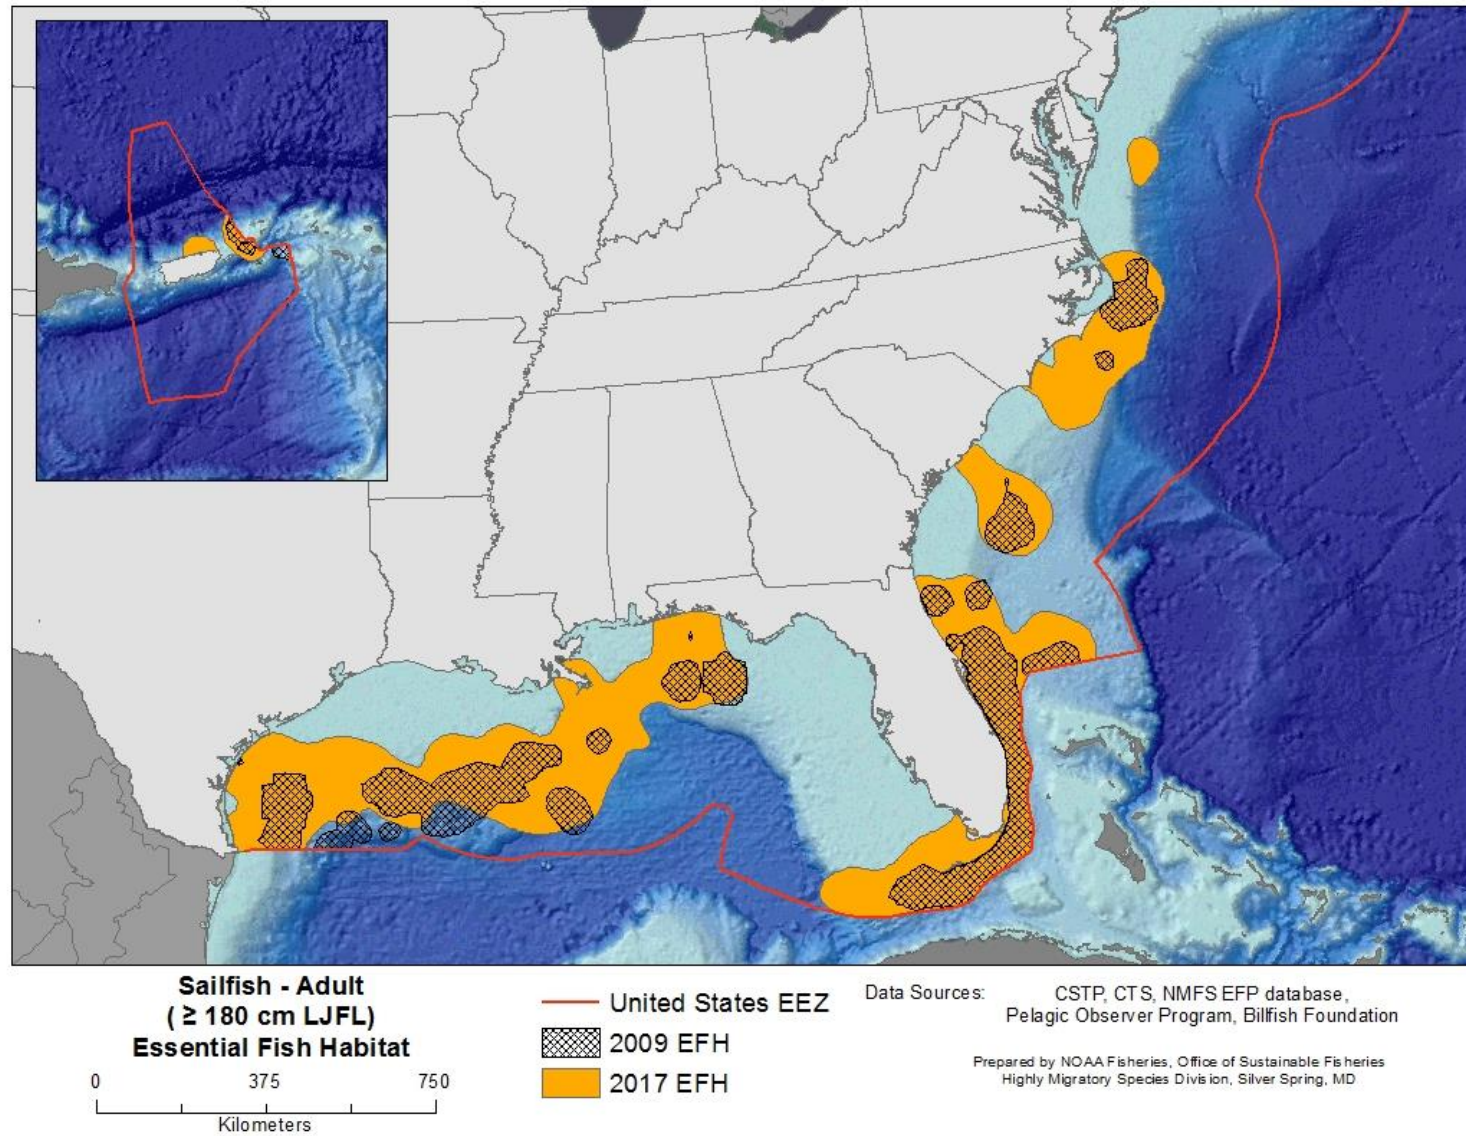 Sailfish - Adult
( ≥ 180 cm LJFL)
Essential Fish Habitat
0 375 750
Kilometers
United States EEZ
2009 EFH
2017 EFH
Data Sources: CSTP, CTS, NMFS EFP database,
Pelagic Observer Program, Billfish Foundation
Prepared by NOAA Fisheries, Office of Sustainable Fisheries
Highly Migratory Species Division, Silver Spring, MD